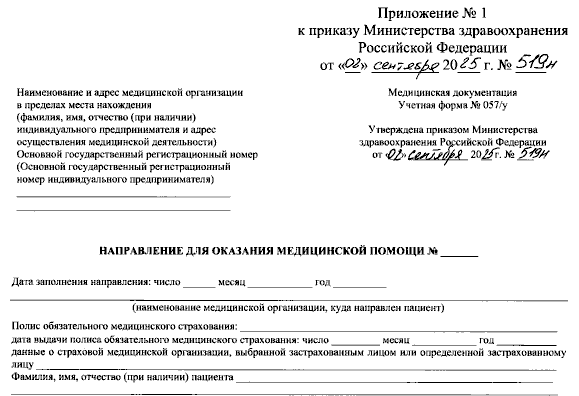 Приложение № 1
к приказу Министерства здравоохранения
Российской Федерации
от «02» сентября 2025 г. № 519н
Наименование и адрес медицинской организации
в пределах места нахождения
(фамилия, имя, отчество (при наличии)
индивидуального предпринимателя и адрес
осуществления медицинской деятельности)
Основной государственный регистрационный номер
(Основной государственный регистрационный
номер индивидуального предпринимателя)
Медицинская документация
Учетная форма № 057/у
Утверждена приказом Министерства
здравоохранения Российской Федерации
от «02» сентября 2025 г. № 519н
НАПРАВЛЕНИЕ ДЛЯ ОКАЗАНИЯ МЕДИЦИНСКОЙ ПОМОЩИ № ______
Дата заполнения направления: число ______ месяц __________ год __________
(наименование медицинской организации, куда направлен пациент)
Полис обязательного медицинского страхования: ______________________________
дата выдачи полиса обязательного медицинского страхования: число ________ месяц _________ год ________
данные о страховой медицинской организации, выбранной застрахованным лицом или определенной застрахованному
лицу ______________________________
Фамилия, имя, отчество (при наличии) пациента ______________________________